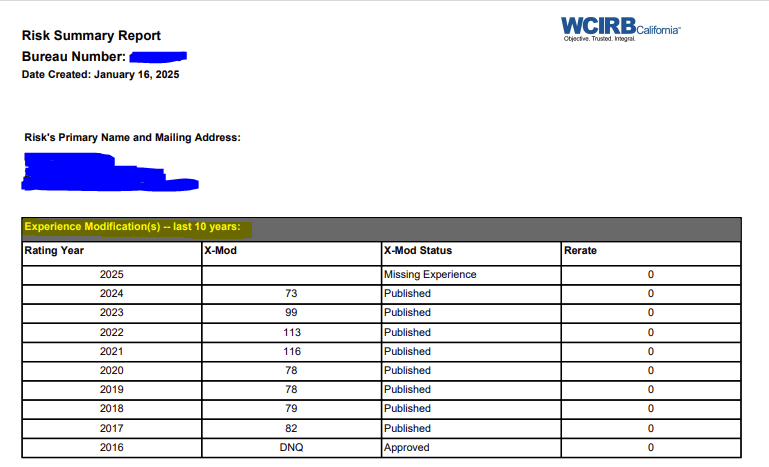 WCIRB California
Objective. Trusted. Integral.
Risk Summary Report
Bureau Number:
Date Created: January 16, 2025
Risk's Primary Name and Mailing Address:
Experience Modification(s) -- last 10 years:
Rating Year X-Mod X-Mod Status Rerate
2025 Missing Experience 0
2024 73 Published 0
2023 99 Published 0
2022 113 Published 0
2021 116 Published 0
2020 78 Published 0
2019 78 Published 0
2018 79 Published 0
2017 82 Published 0
2016 DNQ Approved 0